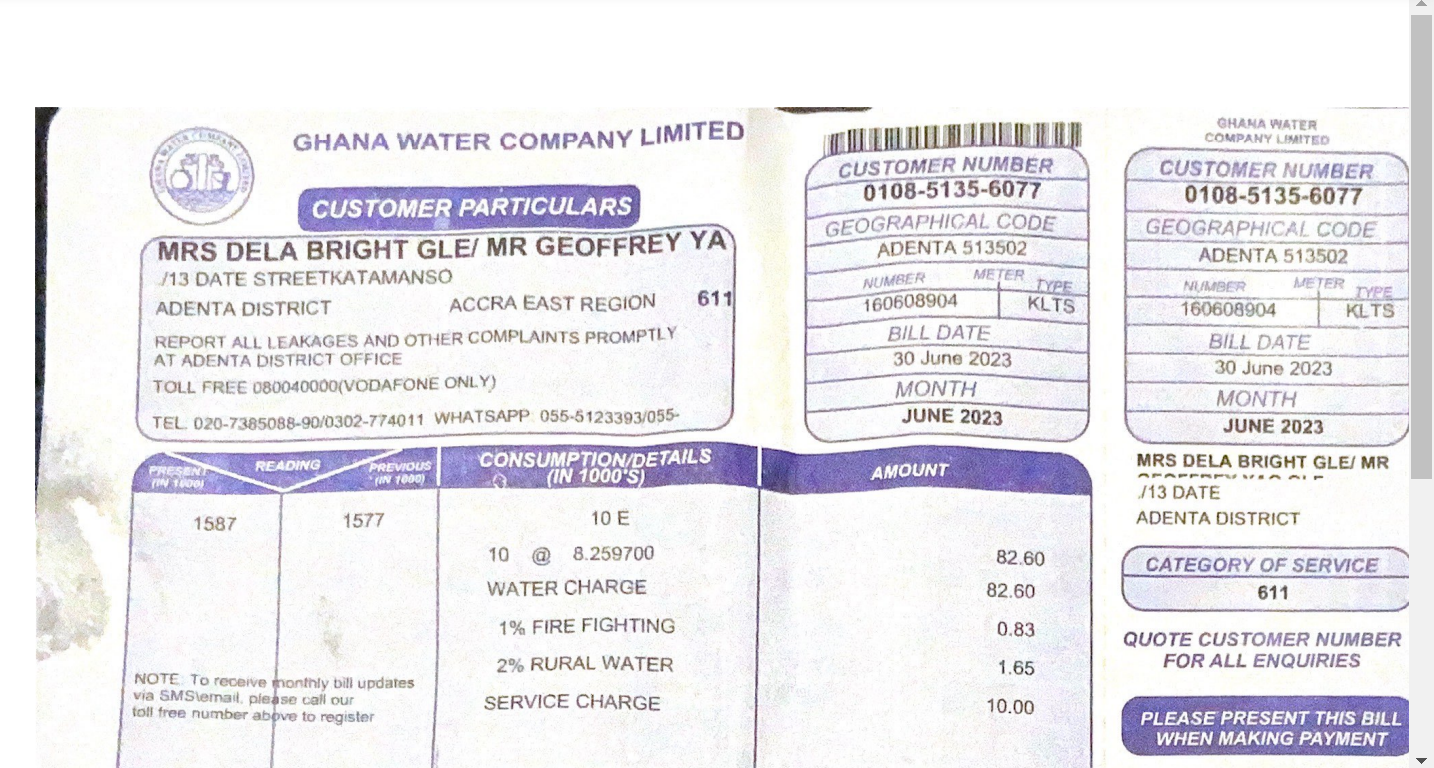 GHANA WATER COMPANY LIMITED
CUSTOMER PARTICULARS
MRS DELA BRIGHT GLE/ MR GEOFFREY YA
./13 DATE STREETKATAMANSO
ADENTA DISTRICT ACCRA EAST REGION 611
REPORT ALL LEAKAGES AND OTHER COMPLAINTS PROMPTLY
AT ADENTA DISTRICT OFFICE
TOLL FREE 080040000(VODAFONE ONLY)
TEL: 020-7385088-90/0302-774011 WHATSAPP: 055-5123393/055-
CUSTOMER NUMBER
0108-5135-6077
GEOGRAPHICAL CODE
ADENTA 513502
NUMBER METER TYPE
160608904 KLTS
BILL DATE
30 June 2023
MONTH
JUNE 2023
GHANA WATER
COMPANY LIMITED
CUSTOMER NUMBER
0108-5135-6077
GEOGRAPHICAL CODE
ADENTA 513502
NUMBER METER TYPE
160608904 KLTS
BILL DATE
30 June 2023
MONTH
JUNE 2023
MRS DELA BRIGHT GLE/ MR
./13 DATE
ADENTA DISTRICT
CATEGORY OF SERVICE
611
QUOTE CUSTOMER NUMBER
FOR ALL ENQUIRIES
PLEASE PRESENT THIS BILL
WHEN MAKING PAYMENT
PRESENT (IN 1000) READING PREVIOUS (IN 1000) CONSUMPTION/DETAILS (IN 1000'S) AMOUNT
1587 1577 10 E
10 @ 8.259700 82.60
WATER CHARGE 82.60
1% FIRE FIGHTING 0.83
2% RURAL WATER 1.65
SERVICE CHARGE 10.00
NOTE: To receive monthly bill updates
via SMS\email, please call our
toll free number above to register